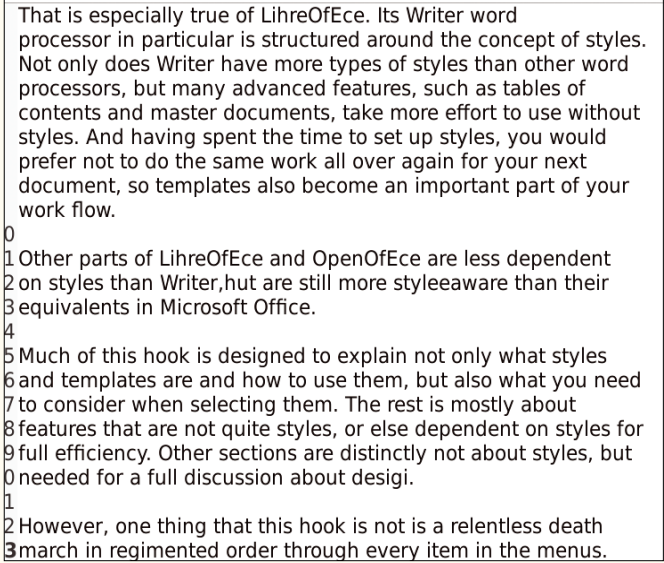 That is especially true of LihreOfEce. Its Writer word
processor in particular is structured around the concept of styles.
Not only does Writer have more types of styles than other word
processors, but many advanced features, such as tables of
contents and master documents, take more effort to use without
styles. And having spent the time to set up styles, you would
prefer not to do the same work all over again for your next
document, so templates also become an important part of your
work flow.
0
1 Other parts of LihreOfEce and OpenOfEce are less dependent
2 on styles than Writer,hut are still more styleeaware than their
3 equivalents in Microsoft Office.
4
5 Much of this hook is designed to explain not only what styles
6 and templates are and how to use them, but also what you need
7 to consider when selecting them. The rest is mostly about
8 features that are not quite styles, or else dependent on styles for
9 full efficiency. Other sections are distinctly not about styles, but
0 needed for a full discussion about desigi.
1
2 However, one thing that this hook is not is a relentless death
3 march in regimented order through every item in the menus.